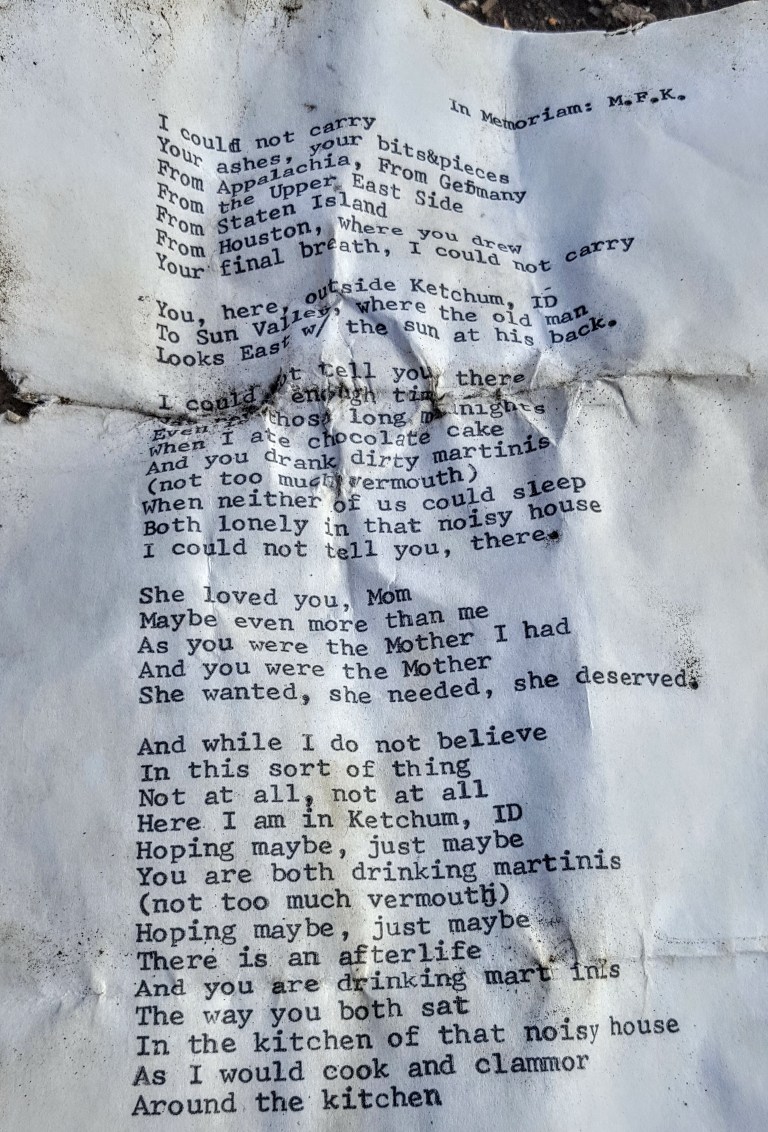 In Memoriam: M.F.K.
I could not carry
Your ashes, your bits&pieces
From Appalachia, From Germany
From the Upper East Side
From Staten Island
From Houston, where you drew
Your final breath, I could not carry
You, here, outside Ketchum, ID
To Sun Valley, where the old man
Looks East w/ the sun at his back.
I could tell you there
enough
Even those long midnights
When I ate chocolate cake
And you drank dirty martinis
(not too much vermouth)
When neither of us could sleep
Both lonely in that noisy house
I could not tell you, there.
She loved you, Mom
Maybe even more than me
As you were the Mother I had
And you were the Mother
She wanted, she needed, she deserved.
And while I do not believe
In this sort of thing
Not at all, not at all
Here I am in Ketchum, ID
Hoping maybe, just maybe
You are both drinking martinis
(not too much vermouth)
Hoping maybe, just maybe
There is an afterlife
And you are drinking martinis
The way you both sat
In the kitchen of that noisy house
As I would cook and clammor
Around the kitchen